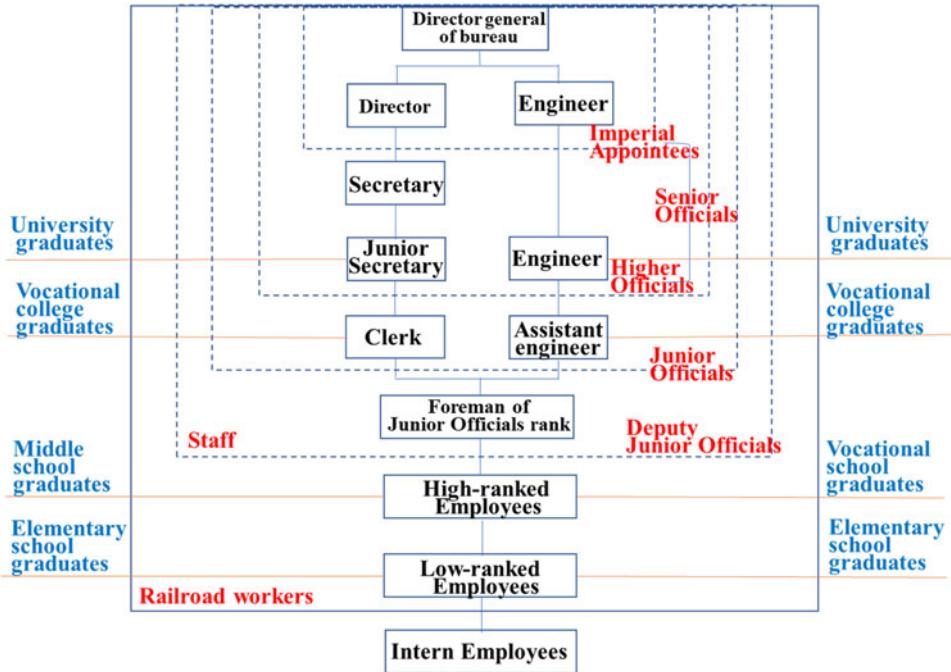 Director general
of bureau
Director
Engineer
Imperial
Appointees
Secretary
Senior
Officials
University
graduates
Junior
Secretary
Engineer
Higher
Officials
University
graduates
Vocational
college
graduates
Clerk
Assistant
engineer
Vocational
college
graduates
Junior
Officials
Foreman of
Junior Officials rank
Staff
Deputy
Junior Officials
Middle
school
graduates
High-ranked
Employees
Vocational
school
graduates
Elementary
school
graduates
Low-ranked
Employees
Elementary
school
graduates
Railroad workers
Intern Employees